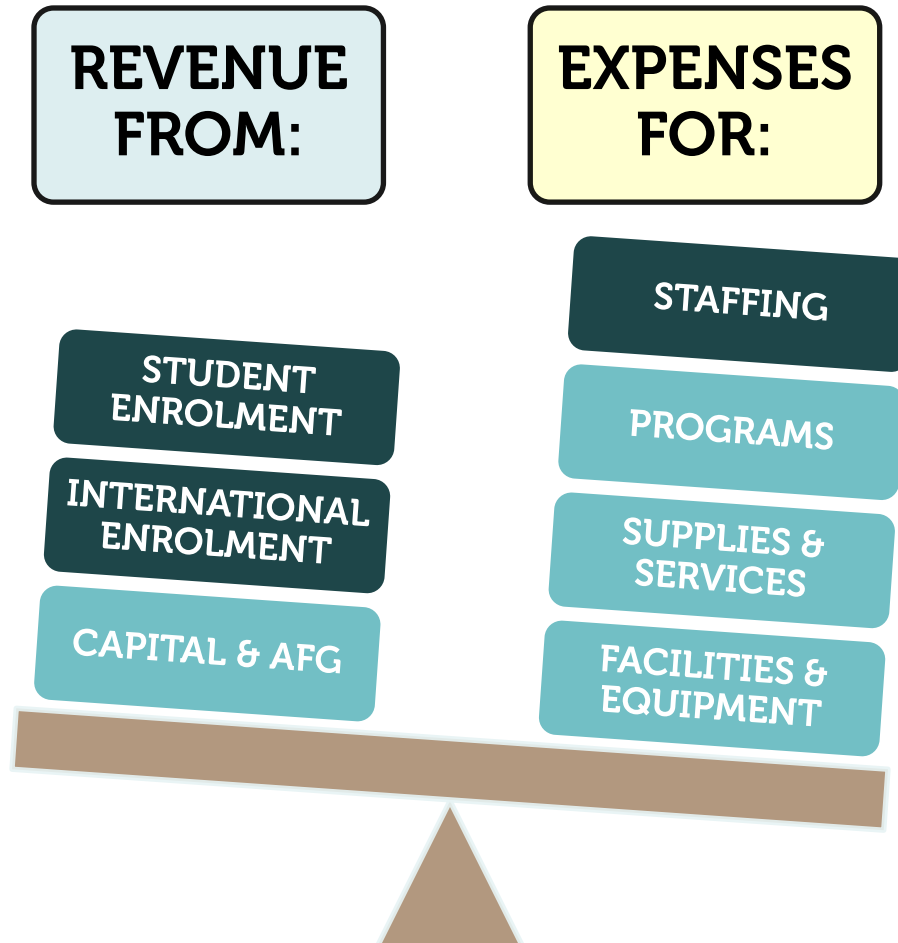 REVENUE
FROM:
STUDENT
ENROLMENT
INTERNATIONAL
ENROLMENT
CAPITAL & AFG
EXPENSES
FOR:
STAFFING
PROGRAMS
SUPPLIES &
SERVICES
FACILITIES &
EQUIPMENT